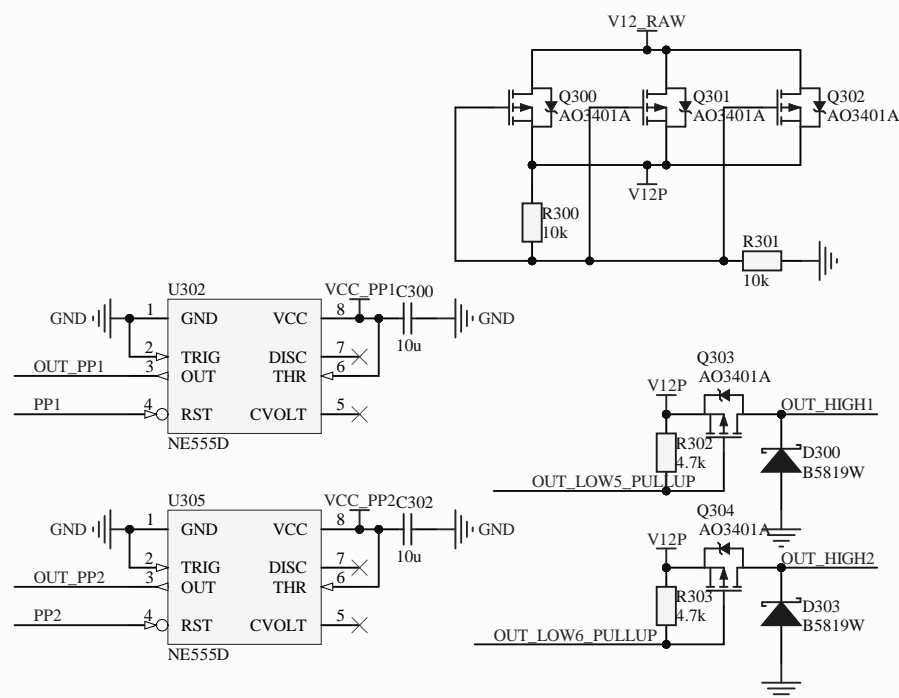 V12_RAW
Q300
AO3401A
Q301
AO3401A
Q302
AO3401A
V12P
R300
10k
R301
10k
U302
VCC_PP1
C300
10u
GND
GND
1
GND
VCC
8
2
TRIG
DISC
7
OUT_PP1
3
OUT
THR
6
PP1
4
RST
CVOLT
5
NE555D
Q303
AO3401A
V12P
OUT_HIGH1
R302
4.7k
D300
B5819W
OUT_LOW5_PULLUP
U305
VCC_PP2
C302
10u
GND
GND
1
GND
VCC
8
2
TRIG
DISC
7
OUT_PP2
3
OUT
THR
6
PP2
4
RST
CVOLT
5
NE555D
Q304
AO3401A
V12P
OUT_HIGH2
R303
4.7k
D303
B5819W
OUT_LOW6_PULLUP